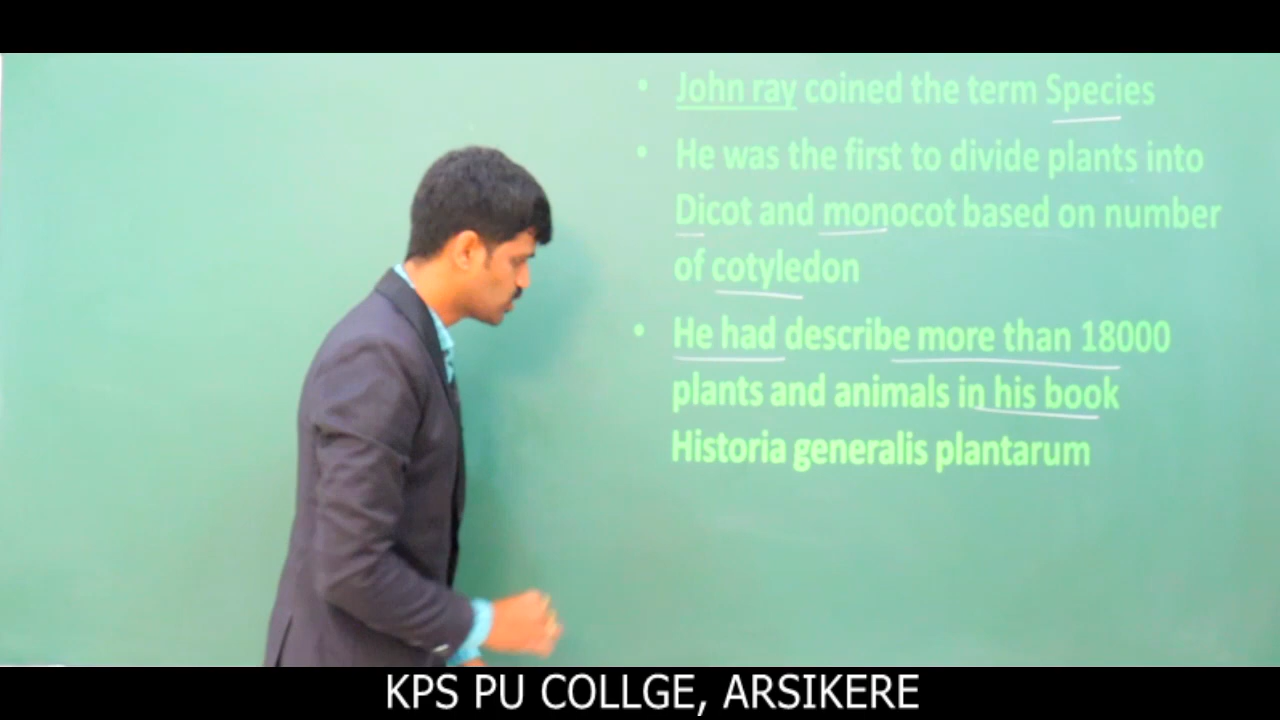 • John ray coined the term Species
• He was the first to divide plants into
Dicot and monocot based on number
of cotyledon
• He had describe more than 18000
plants and animals in his book
Historia generalis plantarum
KPS PU COLLGE, ARSIKERE